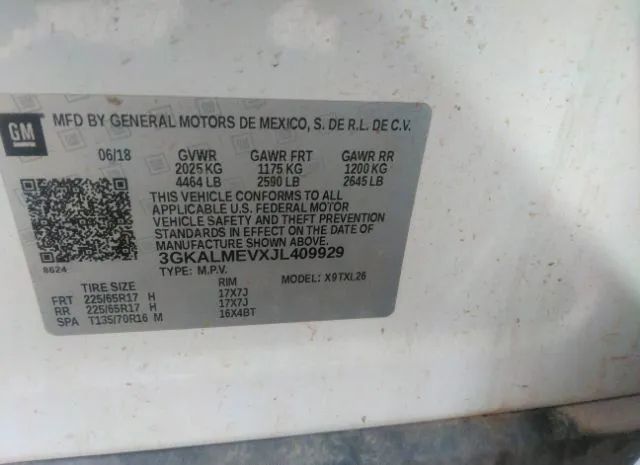 GM
MFD BY GENERAL MOTORS DE MEXICO, S. DE R.L. DE C.V.
06/18 GVWR GAWR FRT GAWR RR
2025 KG 1175 KG 1200 KG
4464 LB 2590 LB 2645 LB
THIS VEHICLE CONFORMS TO ALL
APPLICABLE U.S. FEDERAL MOTOR
VEHICLE SAFETY AND THEFT PREVENTION
STANDARDS IN EFFECT ON THE DATE OF
MANUFACTURE SHOWN ABOVE.
8624 3GKALMEVXJL409929
TYPE: M.P.V. MODEL: X9TXL26
TIRE SIZE RIM
FRT 225/65R17 H 17X7J
RR 225/65R17 H 17X7J
SPA T135/70R16 M 16X4BT